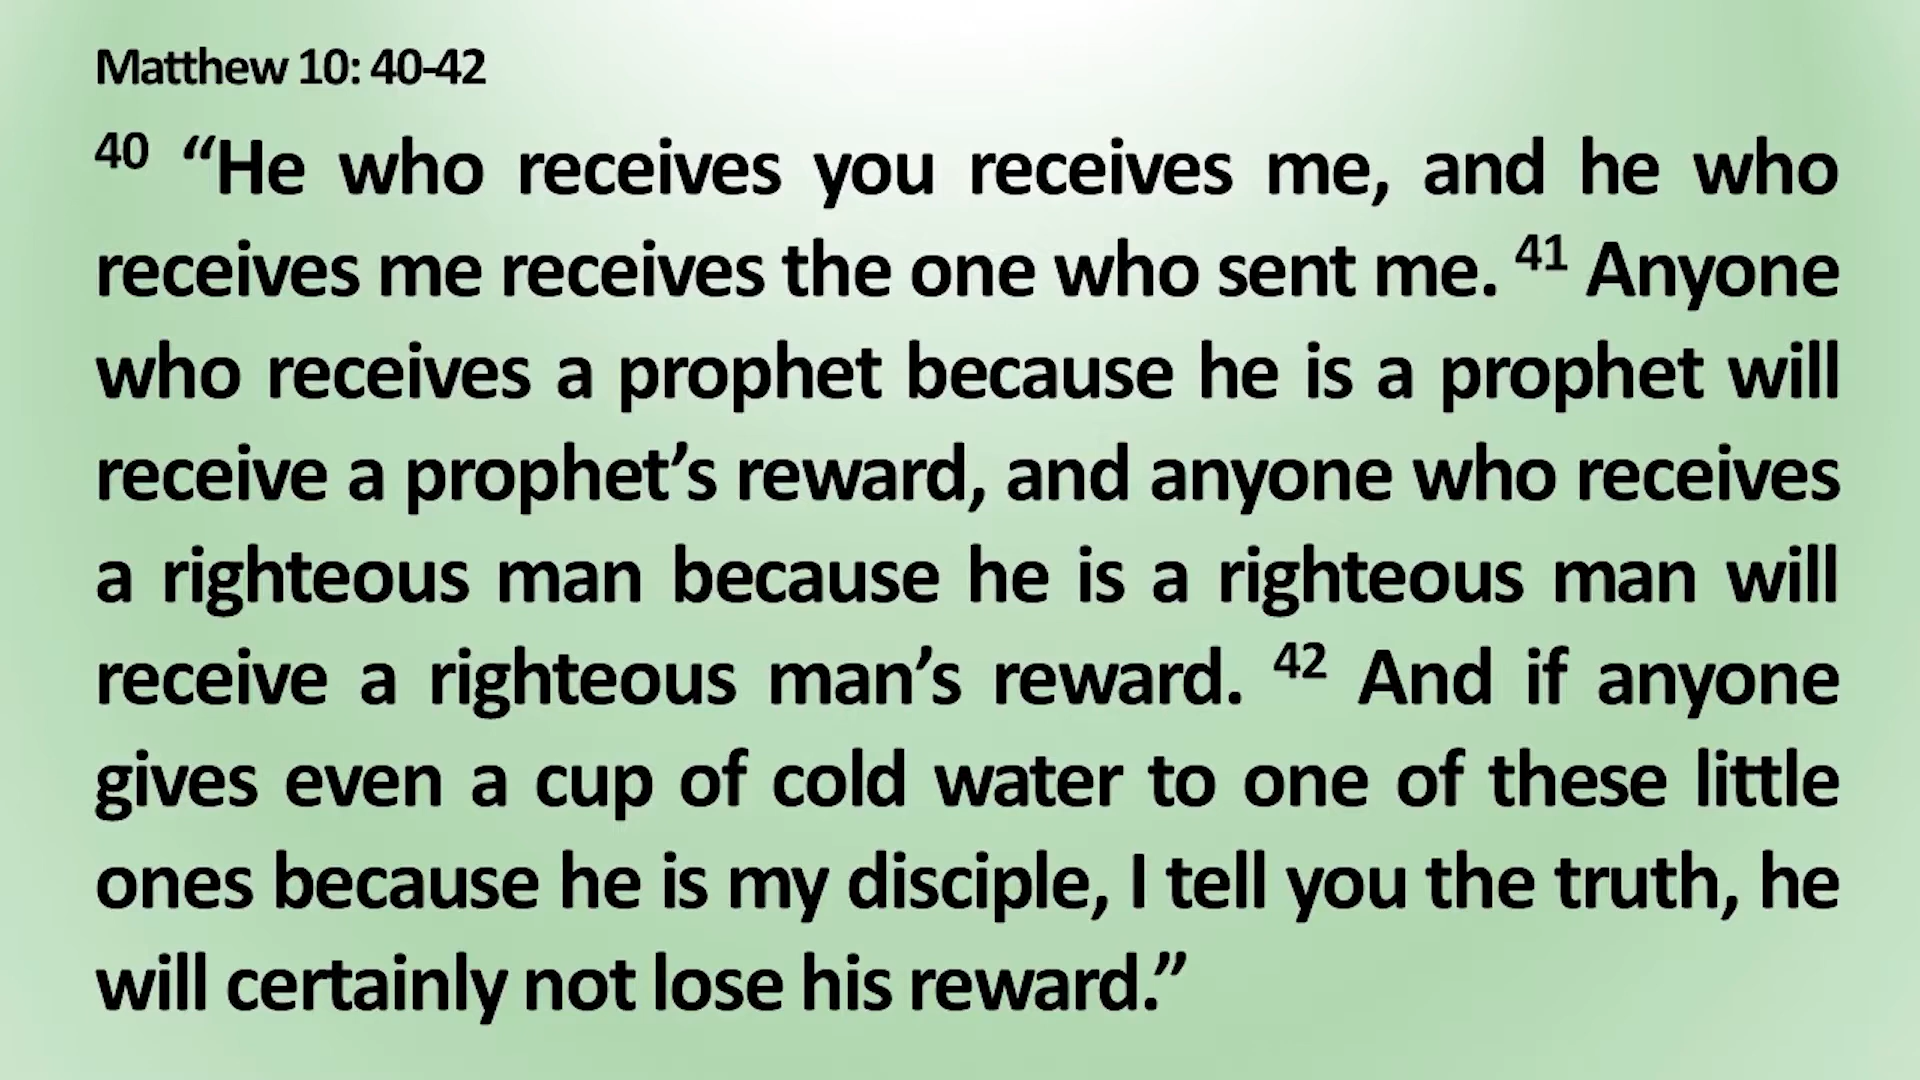 Matthew 10: 40-42
40 “He who receives you receives me, and he who
receives me receives the one who sent me. 41 Anyone
who receives a prophet because he is a prophet will
receive a prophet’s reward, and anyone who receives
a righteous man because he is a righteous man will
receive a righteous man’s reward. 42 And if anyone
gives even a cup of cold water to one of these little
ones because he is my disciple, I tell you the truth, he
will certainly not lose his reward.”